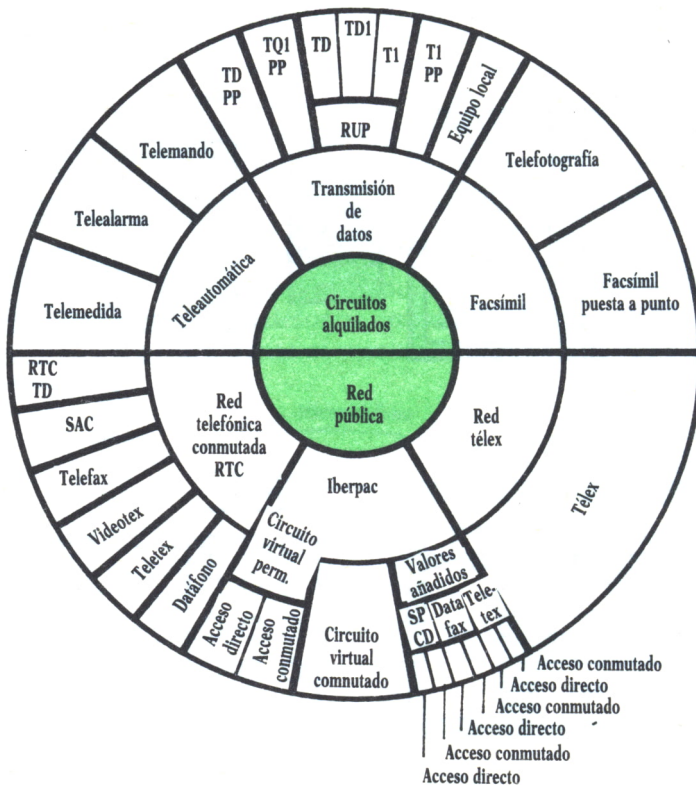 TD
PP
TQ1
PP
TD
TD1
T1
T1
PP
Equipo local
RUP
Telemando
Telealarma
Telemedida
Teleautomática
Transmisión
de
datos
Telefotografía
Facsímil
Facsímil
puesta a punto
Circuitos
alquilados
Red
pública
RTC
TD
SAC
Telefax
Videotex
Teletex
Datáfono
Red
telefónica
conmutada
RTC
Iberpac
Red
télex
Télex
Circuito
virtual
perm.
Acceso
directo
Acceso
conmutado
Circuito
virtual
comnutado
Valores
añadidos
SP
CD
Data
fax
Tele-
tex
Acceso conmutado
Acceso directo
Acceso conmutado
Acceso directo
Acceso conmutado
Acceso directo